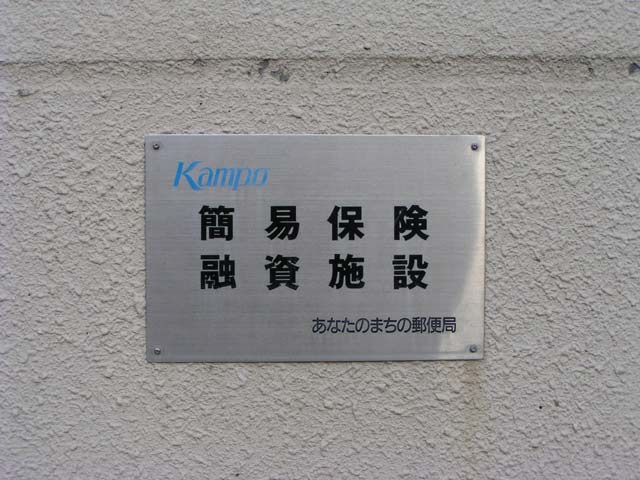 Kampo
簡易保険
融資施設
あなたのまちの郵便局